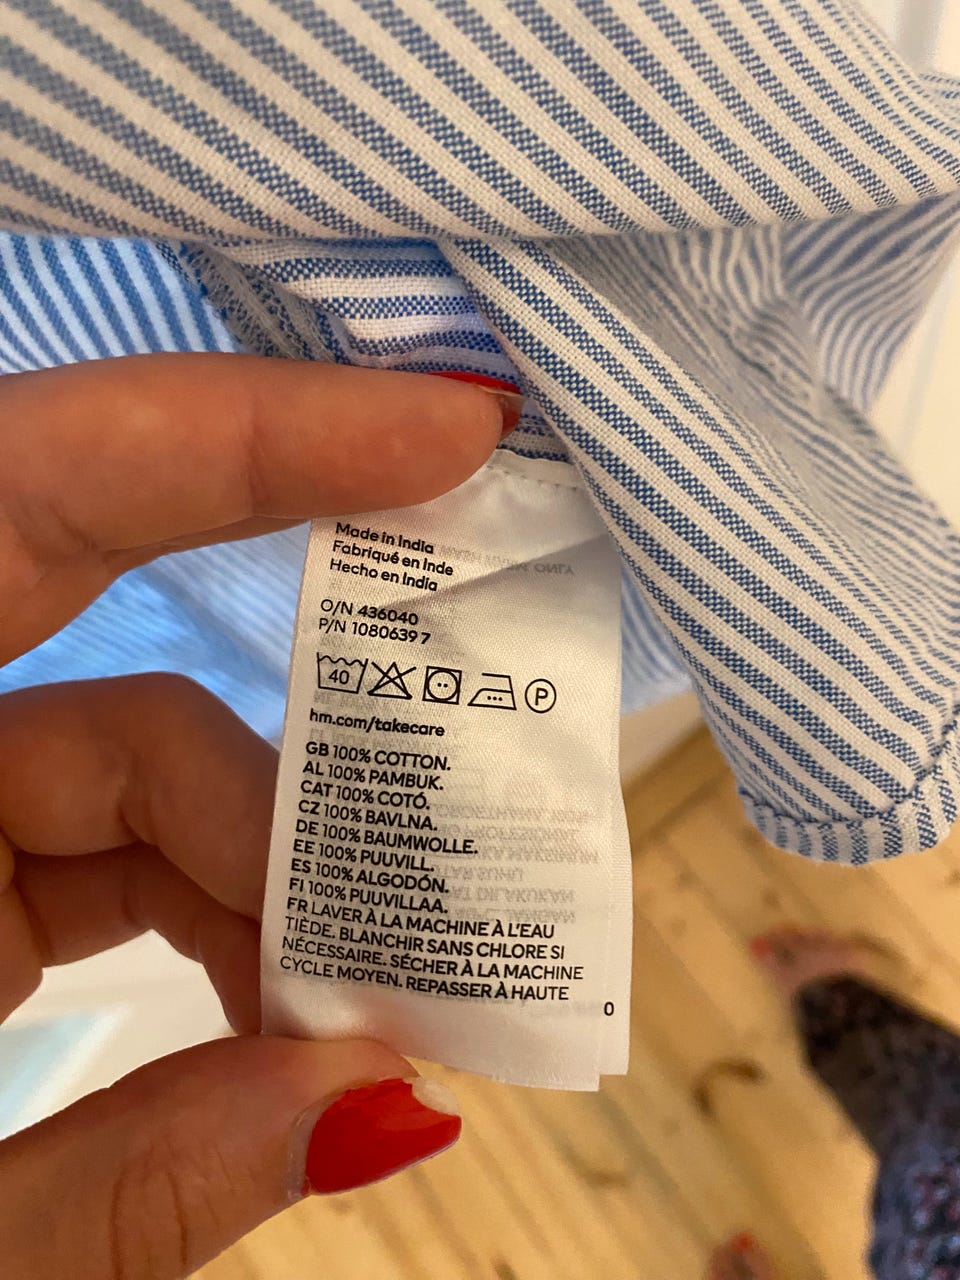 Made in India
Fabriqué en Inde
Hecho en India
O/N 436040
P/N 1080639 7
40
P
hm.com/takecare
GB 100% COTTON.
AL 100% PAMBUK.
CAT 100% COTÓ.
CZ 100% BAVLNA.
DE 100% BAUMWOLLE.
EE 100% PUUVILL.
ES 100% ALGODÓN.
FI 100% PUUVILLAA.
FR LAVER À LA MACHINE À L'EAU
TIÈDE. BLANCHIR SANS CHLORE SI
NÉCESSAIRE. SÉCHER À LA MACHINE
CYCLE MOYEN. REPASSER À HAUTE
0